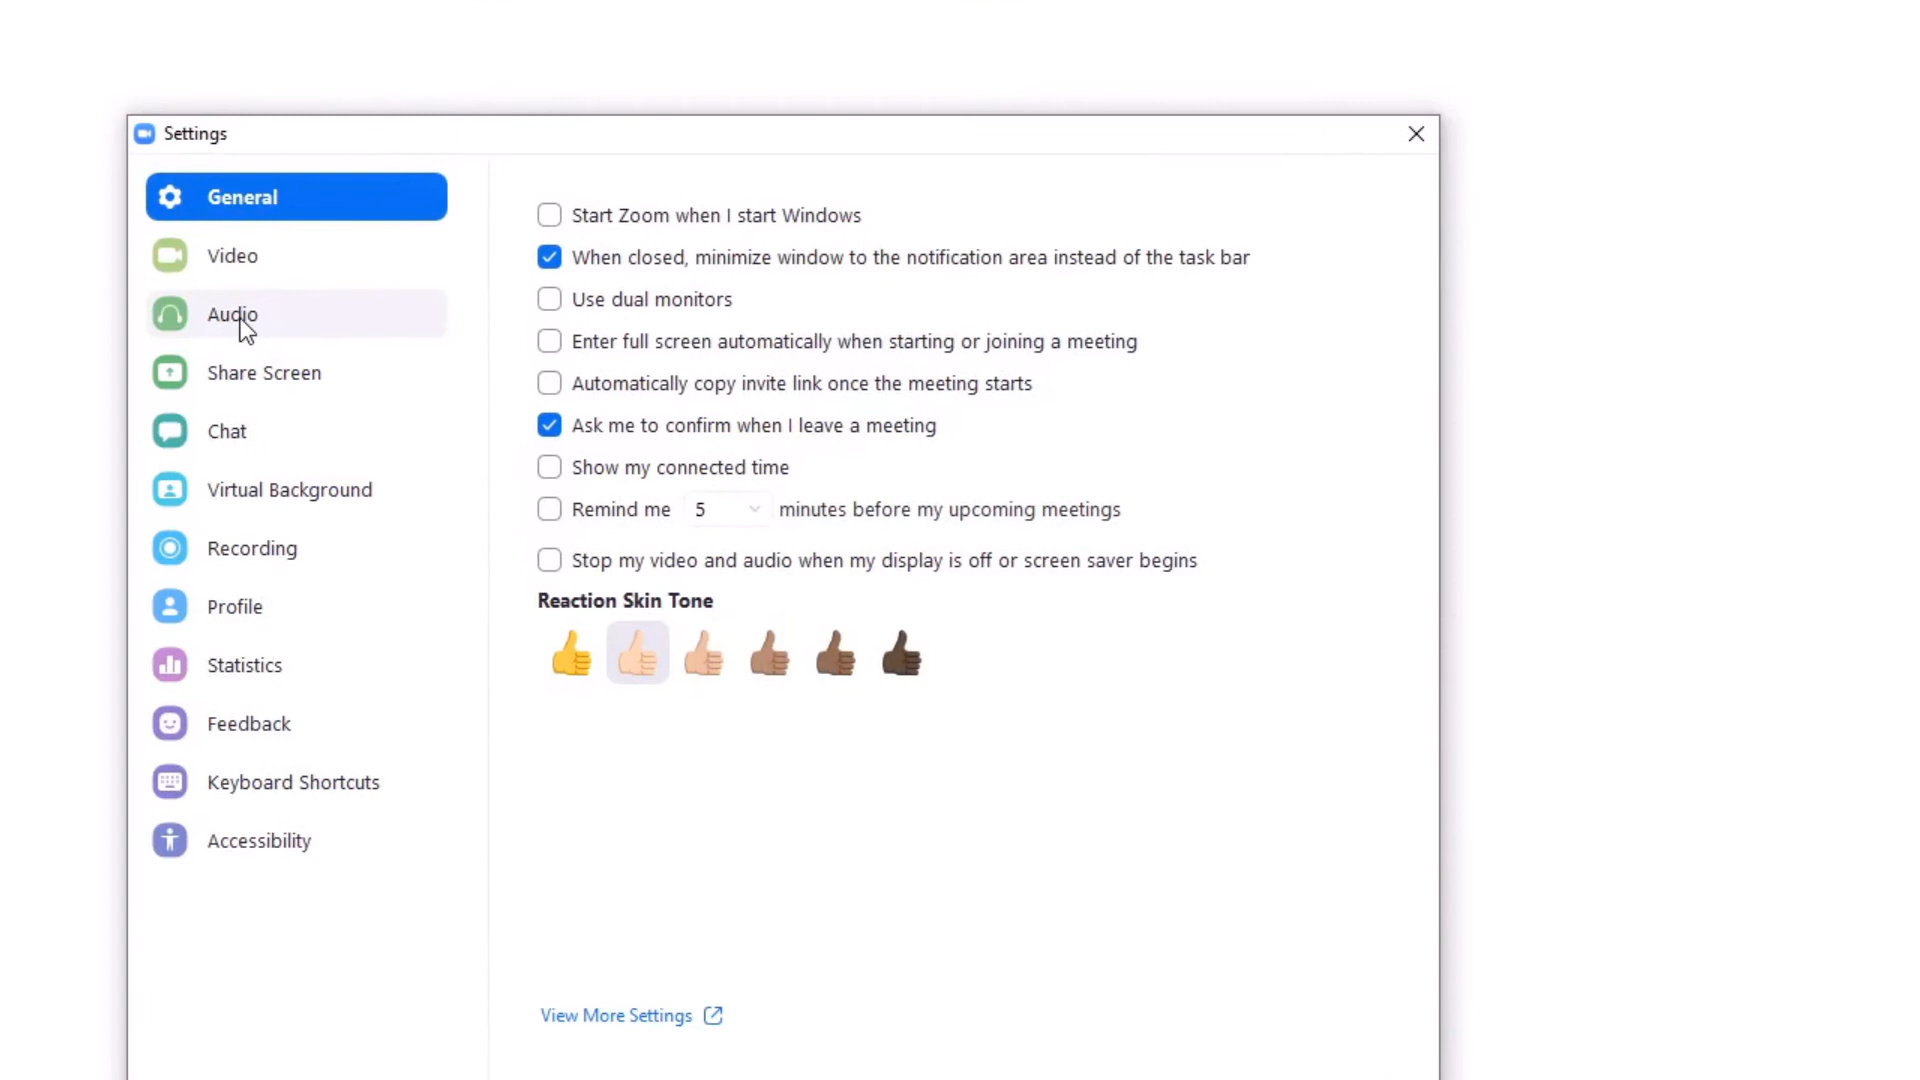 Settings
General
Video
Audio
Share Screen
Chat
Virtual Background
Recording
Profile
Statistics
Feedback
Keyboard Shortcuts
Accessibility
Start Zoom when I start Windows
When closed, minimize window to the notification area instead of the task bar
Use dual monitors
Enter full screen automatically when starting or joining a meeting
Automatically copy invite link once the meeting starts
Ask me to confirm when I leave a meeting
Show my connected time
Remind me 5 minutes before my upcoming meetings
Stop my video and audio when my display is off or screen saver begins
Reaction Skin Tone
View More Settings